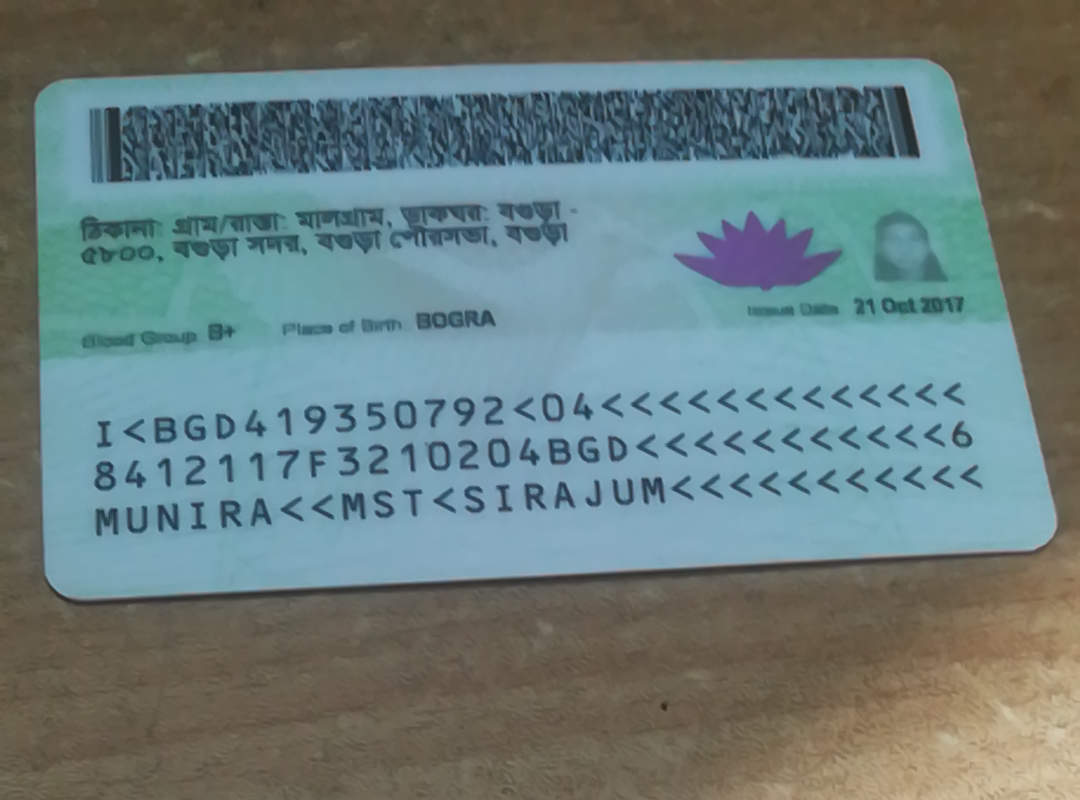 ঠিকানা: গ্রাম/রাস্তা: মালগ্রাম, ডাকঘর: বগুড়া -
৫৮০০, বগুড়া সদর, বগুড়া পৌরসভা, বগুড়া
Issue Date 21 Oct 2017
Blood Group B+ Place of Birth BOGRA
I<BGD419350792<04<<<<<<<<<<<<<
8412117F3210204BGD<<<<<<<<<<<6
MUNIRA<<MST<SIRAJUM<<<<<<<<<<<